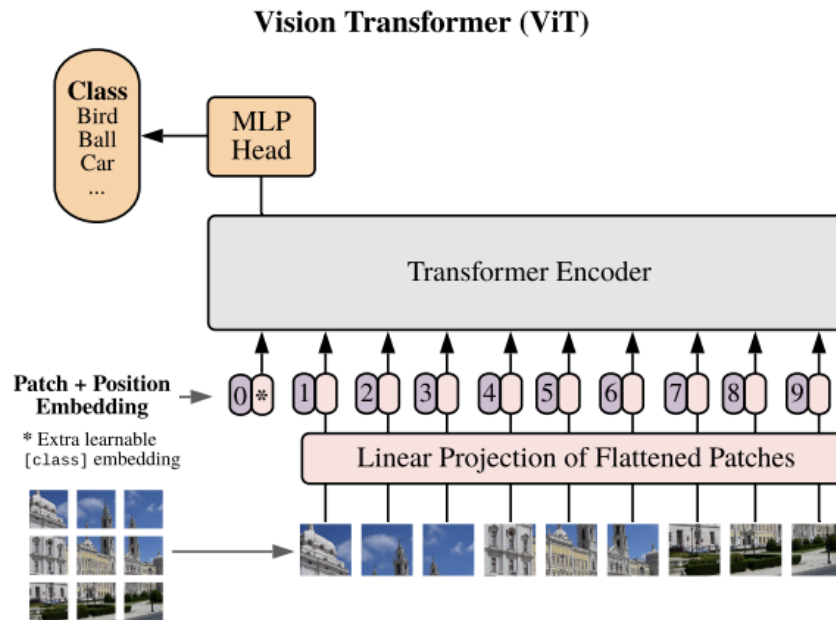 Vision Transformer (ViT)
Class
Bird
Ball
Car
...
MLP
Head
Transformer Encoder
Patch + Position
Embedding
0 * 1 2 3 4 5 6 7 8 9
* Extra learnable
[class] embedding
Linear Projection of Flattened Patches